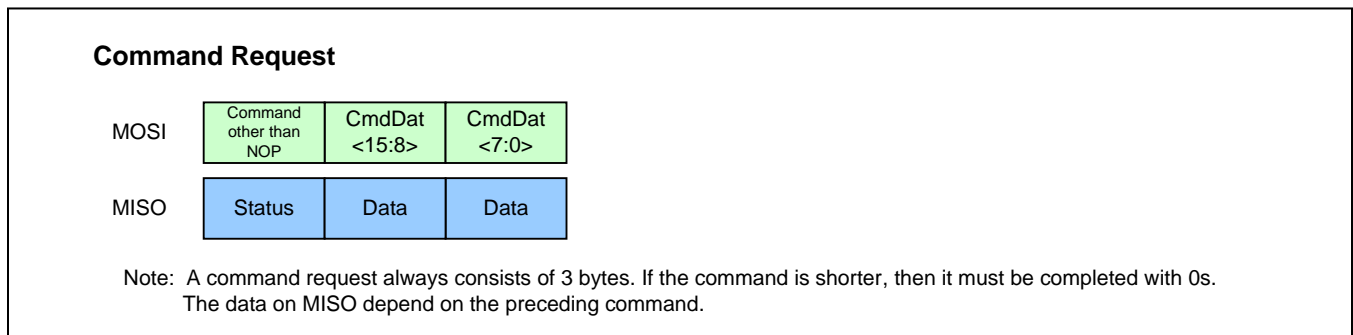 Command Request
MOSI
Command
other than
NOP
CmdDat
<15:8>
CmdDat
<7:0>
MISO
Status
Data
Data
Note: A command request always consists of 3 bytes. If the command is shorter, then it must be completed with 0s.
The data on MISO depend on the preceding command.